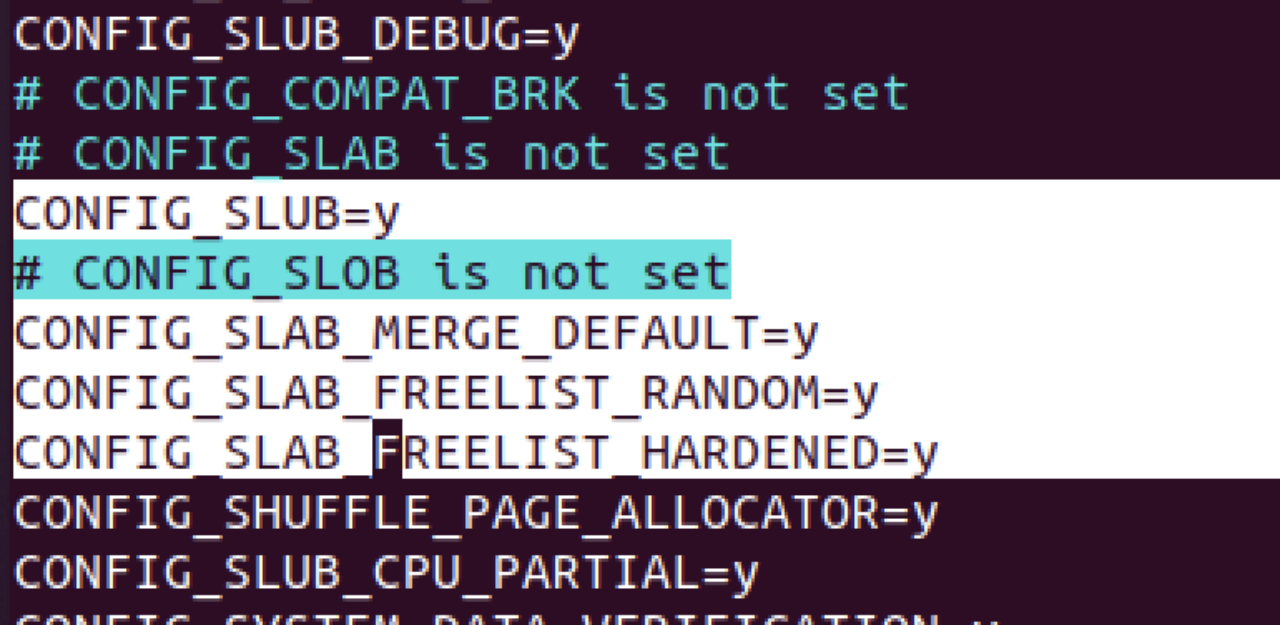 CONFIG_SLUB_DEBUG=y
# CONFIG_COMPAT_BRK is not set
# CONFIG_SLAB is not set
CONFIG_SLUB=y
# CONFIG_SLOB is not set
CONFIG_SLAB_MERGE_DEFAULT=y
CONFIG_SLAB_FREELIST_RANDOM=y
CONFIG_SLAB_FREELIST_HARDENED=y
CONFIG_SHUFFLE_PAGE_ALLOCATOR=y
CONFIG_SLUB_CPU_PARTIAL=y
CONFIG_SYSTEM_DATA_VERIFICATION=y